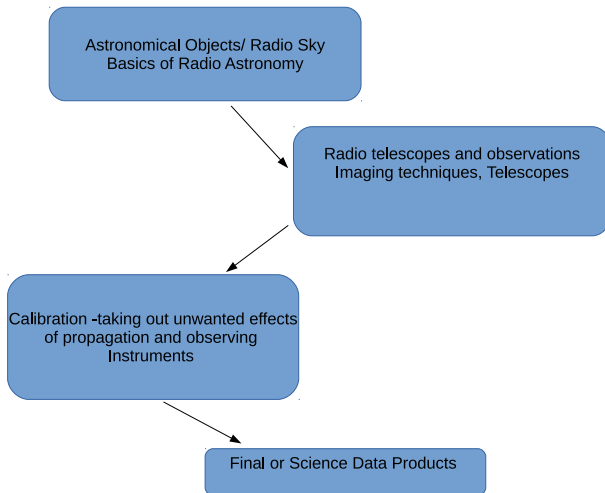 Astronomical Objects/ Radio Sky
Basics of Radio Astronomy
Radio telescopes and observations
Imaging techniques, Telescopes
Calibration -taking out unwanted effects
of propagation and observing
Instruments
Final or Science Data Products